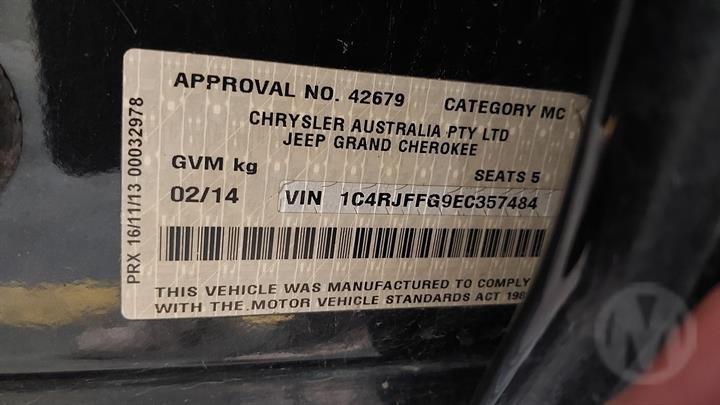 APPROVAL NO. 42679 CATEGORY MC
CHRYSLER AUSTRALIA PTY LTD
JEEP GRAND CHEROKEE
GVM kg SEATS 5
02/14 VIN 1C4RJFFG9EC357484
THIS VEHICLE WAS MANUFACTURED TO COMPLY
WITH THE MOTOR VEHICLE STANDARDS ACT
PRX 16/11/13 00032978
M